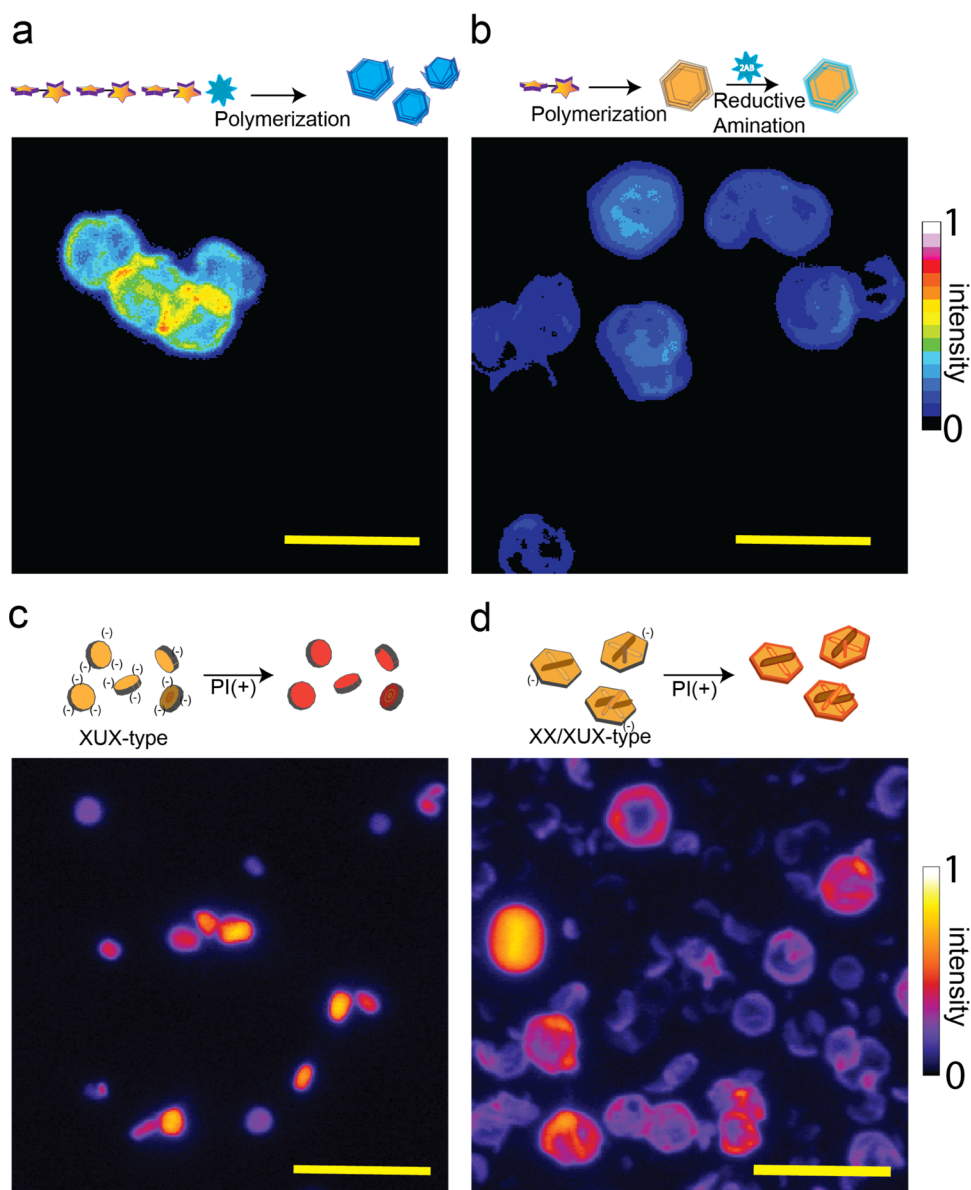 a
Polymerization
b
2AB
Polymerization
Reductive
Amination
1
intensity
0
c
(-)
(-)
(-)
(-)
(-)
(-)
(-)
(-)
(-)
(-)
PI(+)
XUX-type
d
(-)
(-)
(-)
PI(+)
XX/XUX-type
1
intensity
0